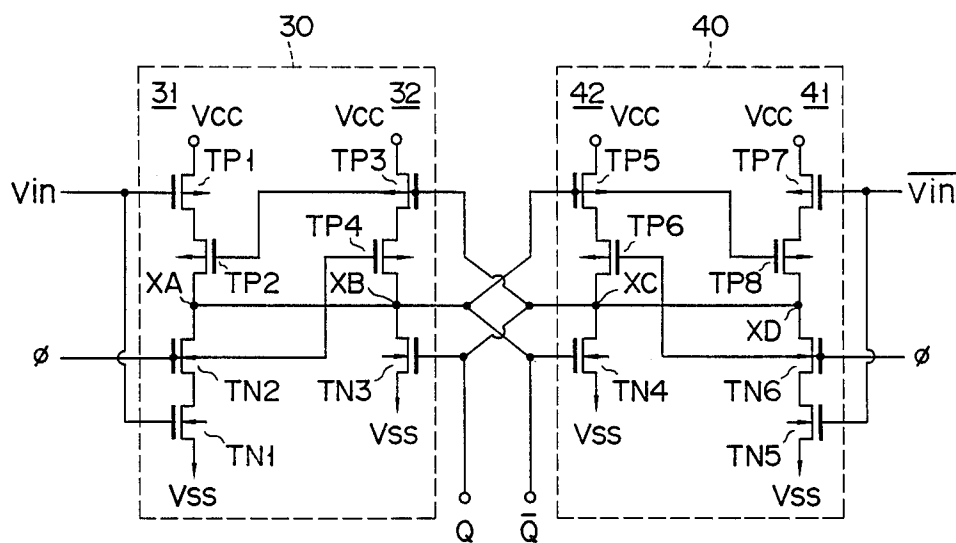 30
40
31
32
42
41
Vcc
Vcc
Vcc
Vcc
TP1
TP3
TP5
TP7
Vin
V̅i̅n̅
TP4
TP6
TP2
TP8
XA
XB
XC
XD
ø
ø
TN2
TN3
TN4
TN6
TN1
TN5
Vss
Vss
Vss
Vss
Q
Q̅